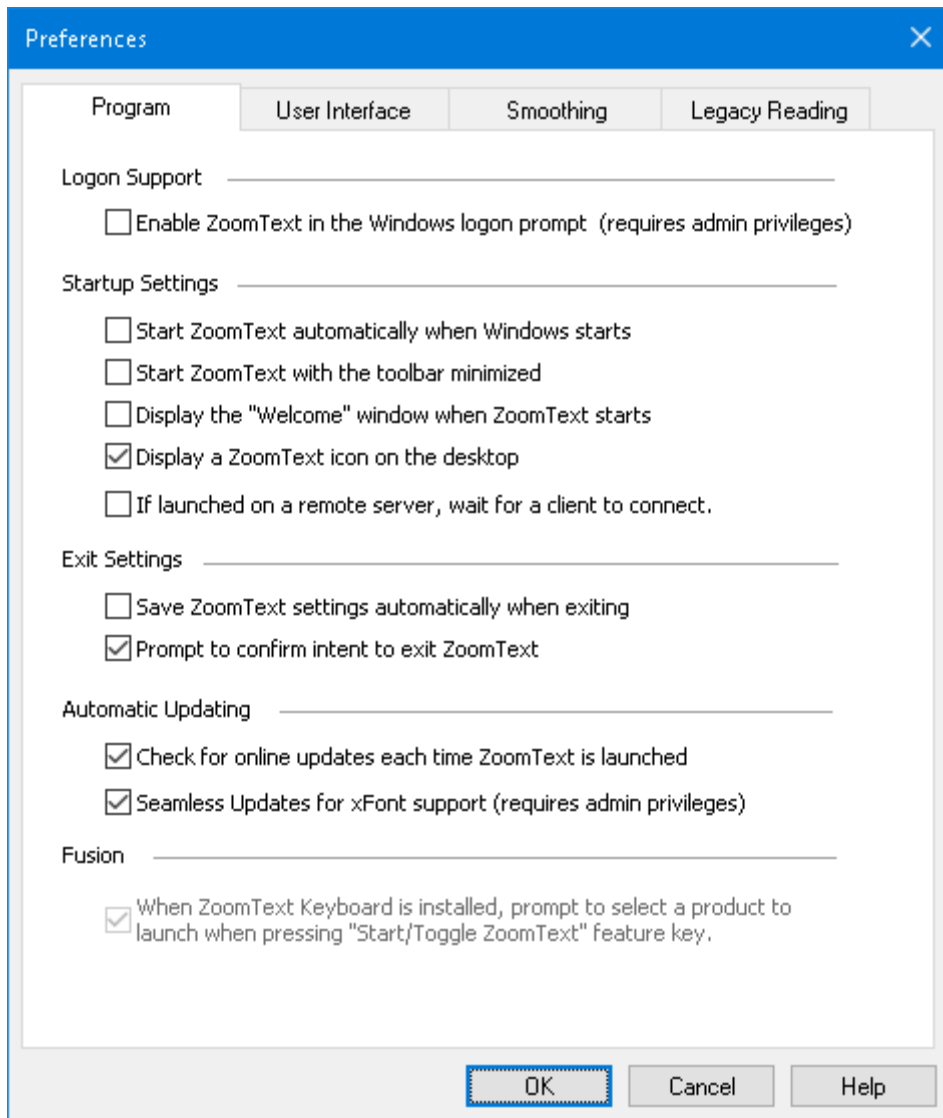 Preferences
Program
User Interface
Smoothing
Legacy Reading
Logon Support
Enable ZoomText in the Windows logon prompt  (requires admin privileges)
Startup Settings
Start ZoomText automatically when Windows starts
Start ZoomText with the toolbar minimized
Display the "Welcome" window when ZoomText starts
Display a ZoomText icon on the desktop
If launched on a remote server, wait for a client to connect.
Exit Settings
Save ZoomText settings automatically when exiting
Prompt to confirm intent to exit ZoomText
Automatic Updating
Check for online updates each time ZoomText is launched
Seamless Updates for xFont support (requires admin privileges)
Fusion
When ZoomText Keyboard is installed, prompt to select a product to
launch when pressing "Start/Toggle ZoomText" feature key.
OK
Cancel
Help